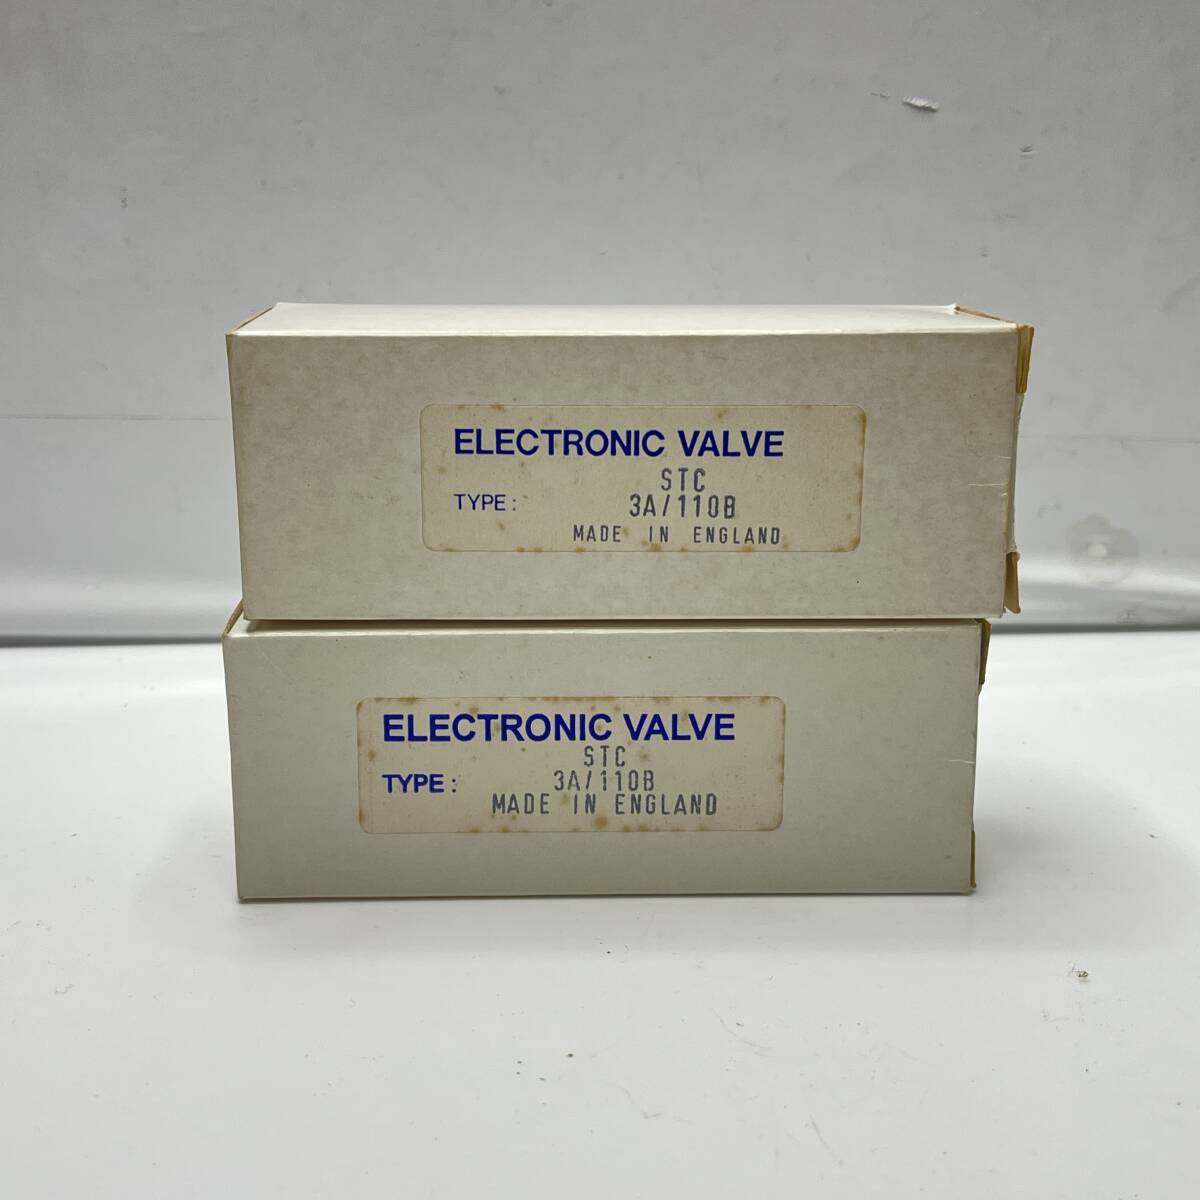 ELECTRONIC VALVE
STC
TYPE: 3A/110B
MADE IN ENGLAND
ELECTRONIC VALVE
STC
TYPE: 3A/110B
MADE IN ENGLAND